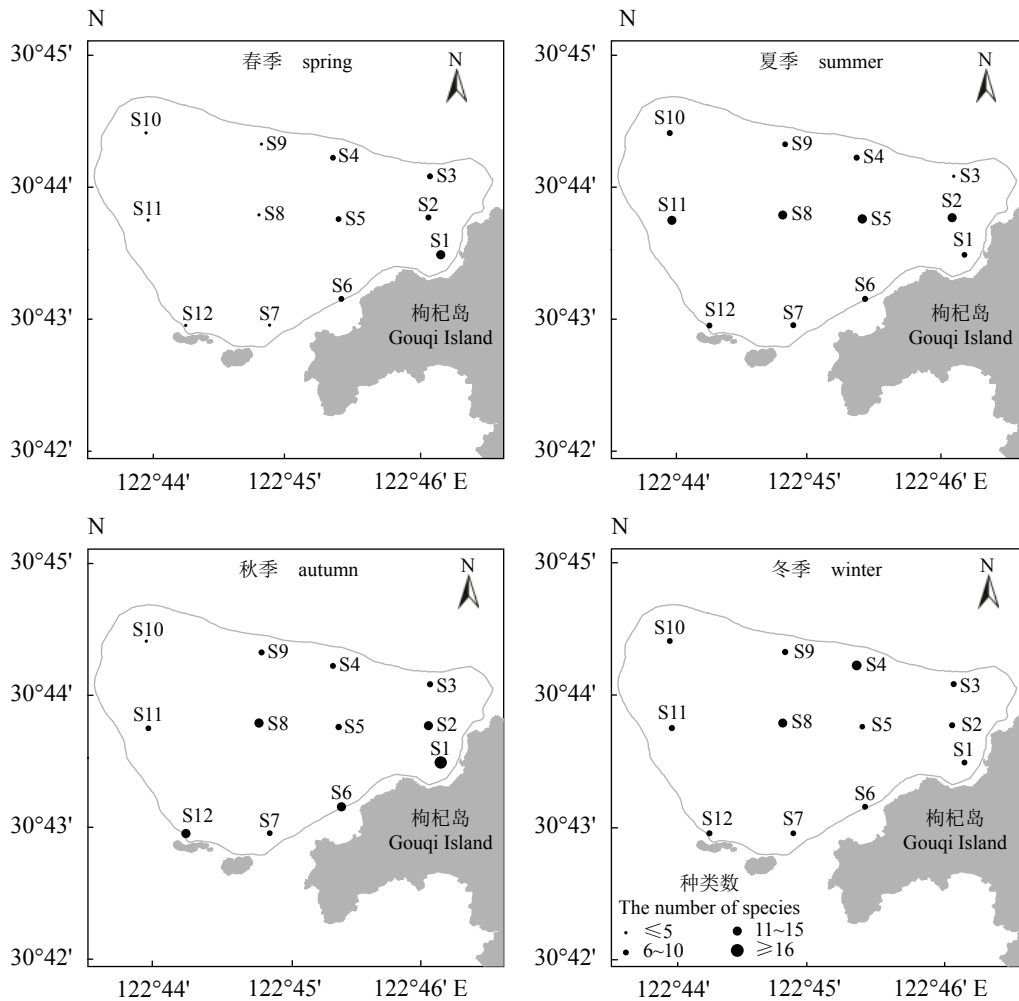 N
30°45'
春季 spring
N
S10
S9
S4
S3
30°44'
S11
S8
S5
S2
S1
S6
S12
S7
30°43'
枸杞岛
Gouqi Island
30°42'
122°44'
122°45'
122°46' E
N
30°45'
夏季 summer
N
S10
S9
S4
S3
30°44'
S11
S8
S5
S2
S1
S6
S12
S7
30°43'
枸杞岛
Gouqi Island
30°42'
122°44'
122°45'
122°46' E
N
30°45'
秋季 autumn
N
S10
S9
S4
S3
30°44'
S11
S8
S5
S2
S1
S6
S12
S7
30°43'
枸杞岛
Gouqi Island
30°42'
122°44'
122°45'
122°46' E
N
30°45'
冬季 winter
N
S10
S9
S4
S3
30°44'
S11
S8
S5
S2
S1
S6
S12
S7
30°43'
枸杞岛
Gouqi Island
种类数
The number of species
≤5
11~15
6~10
≥16
30°42'
122°44'
122°45'
122°46' E